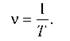 ν = 1/T.